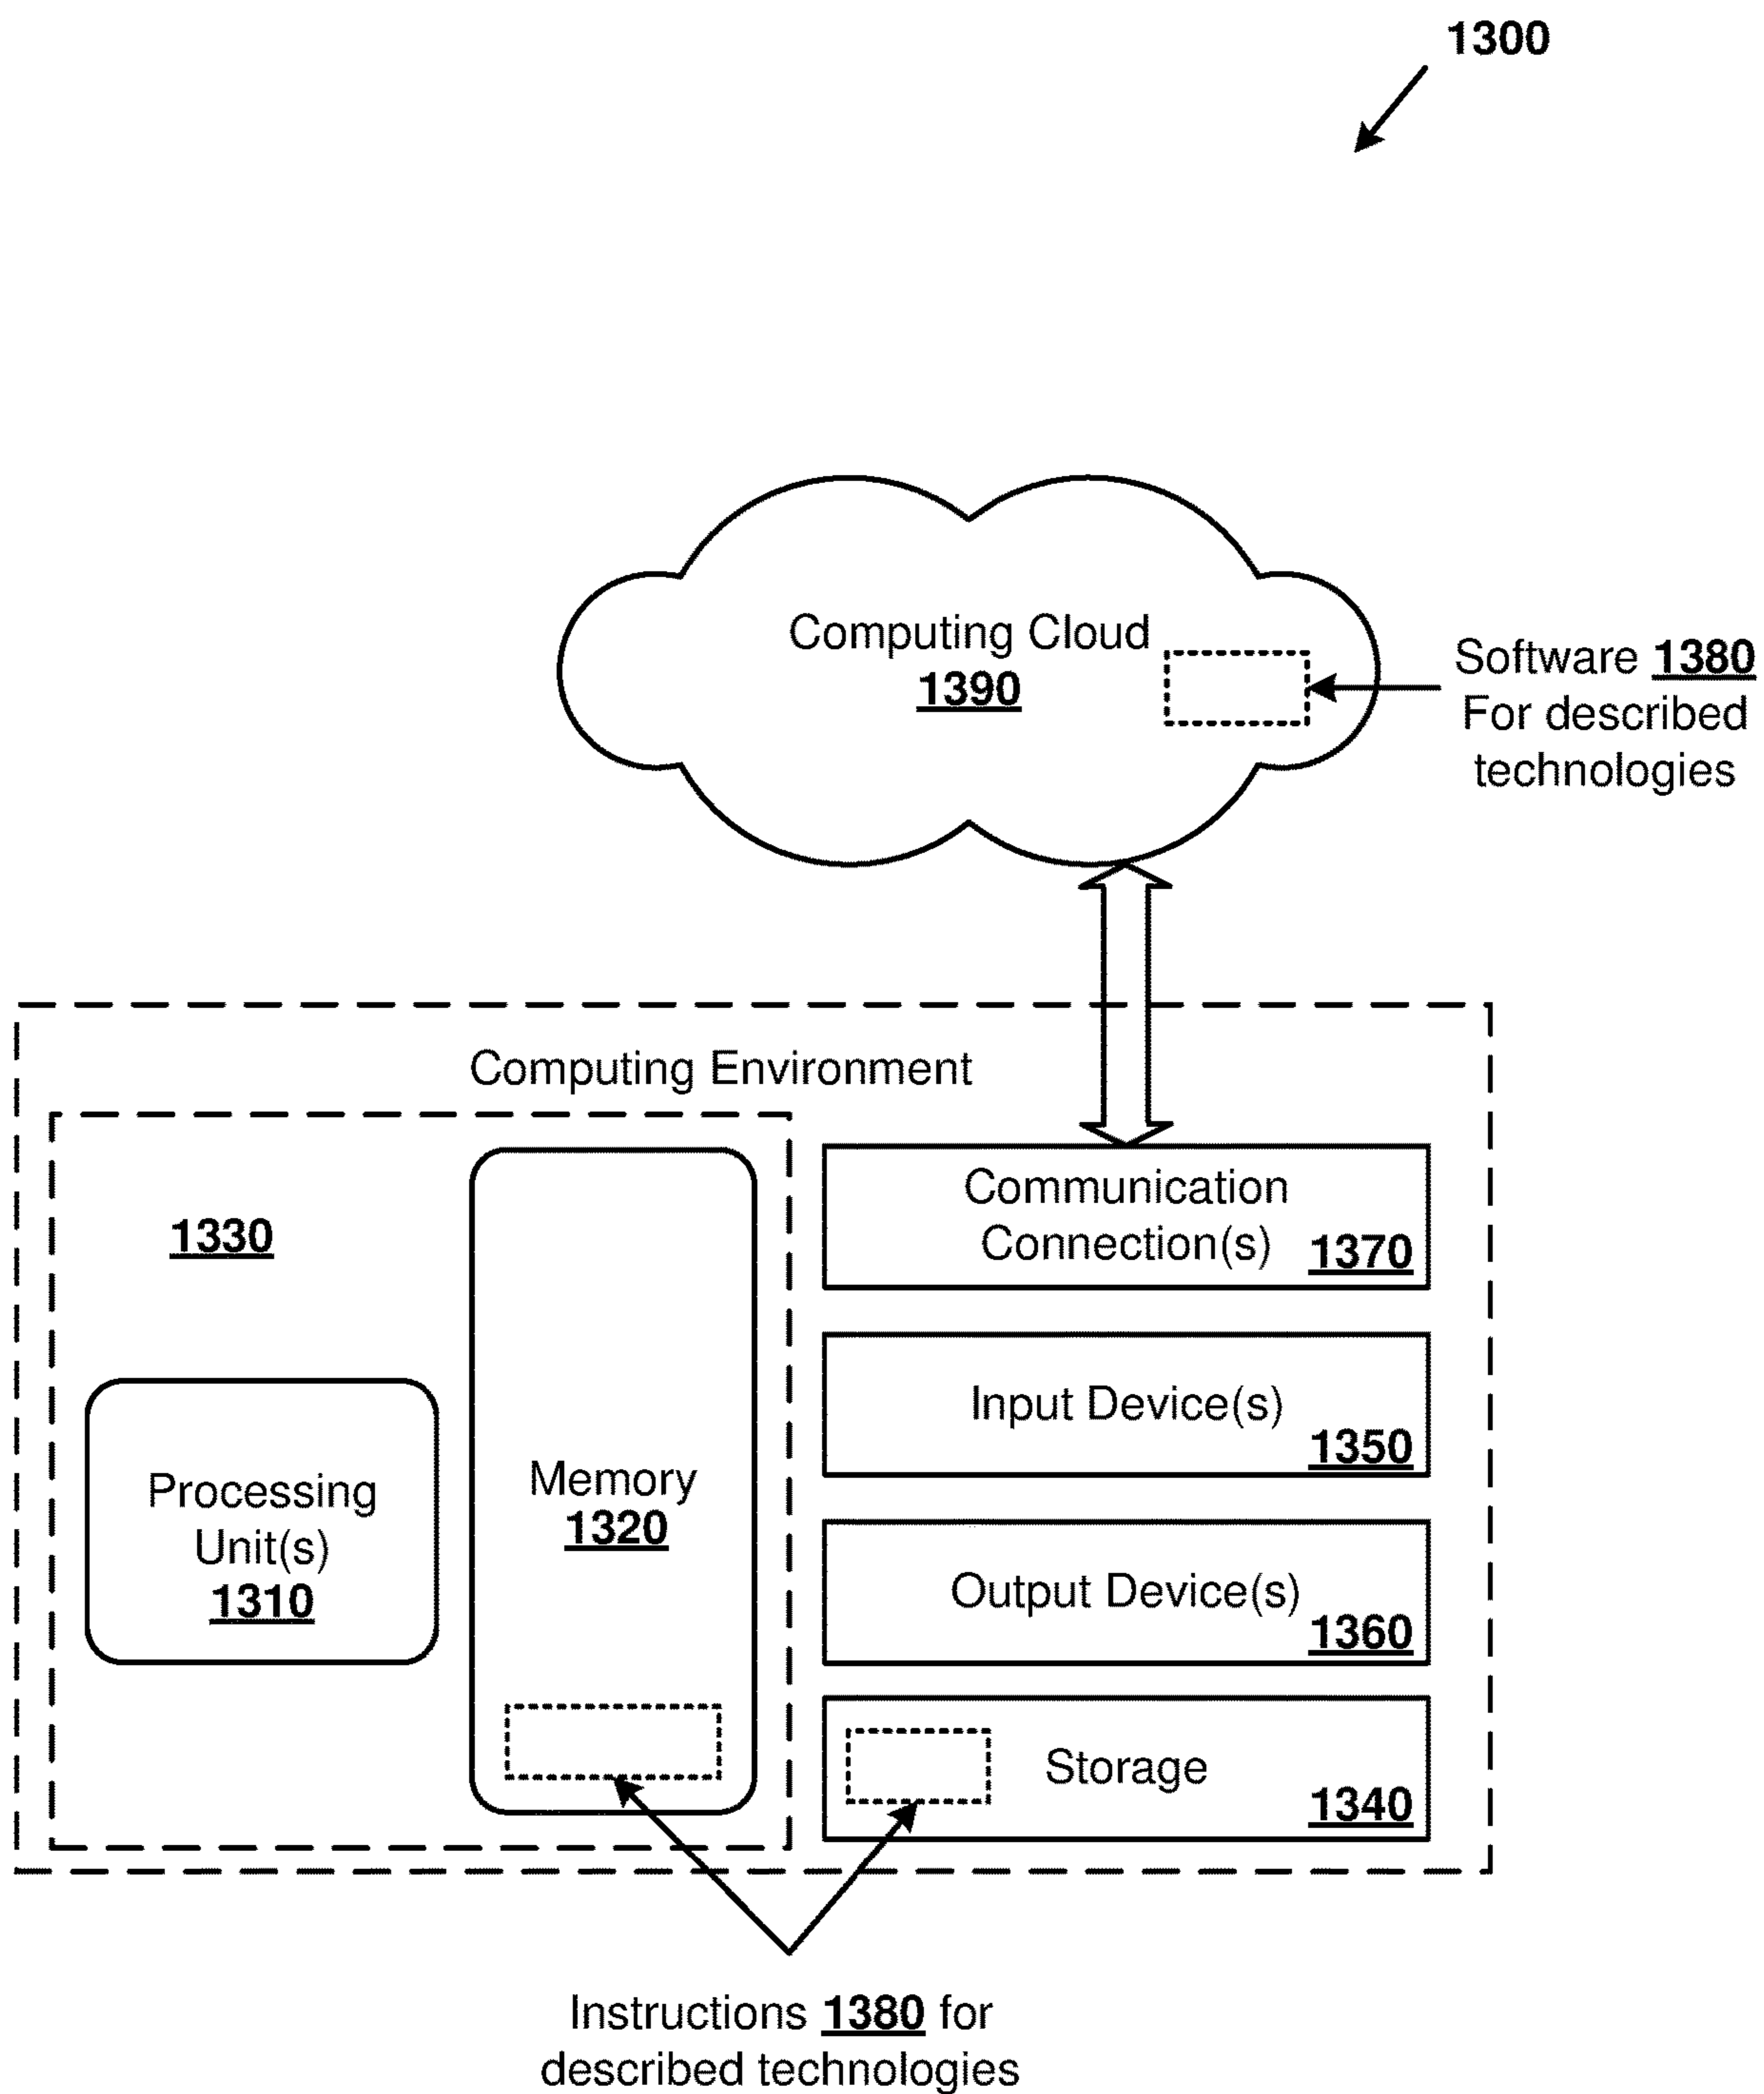 1300
Computing Cloud
1390
Software 1380
For described
technologies
Computing Environment
1330
Processing
Unit(s)
1310
Memory
1320
Communication
Connection(s) 1370
Input Device(s)
1350
Output Device(s)
1360
Storage
1340
Instructions 1380 for
described technologies